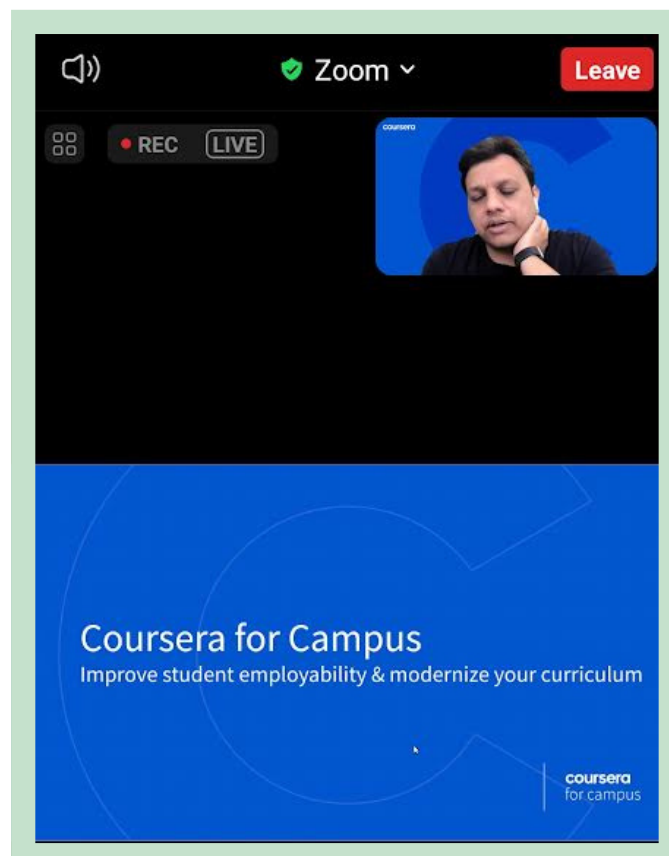 Zoom
Leave
REC
LIVE
coursera
Coursera for Campus
Improve student employability & modernize your curriculum
coursera
for campus